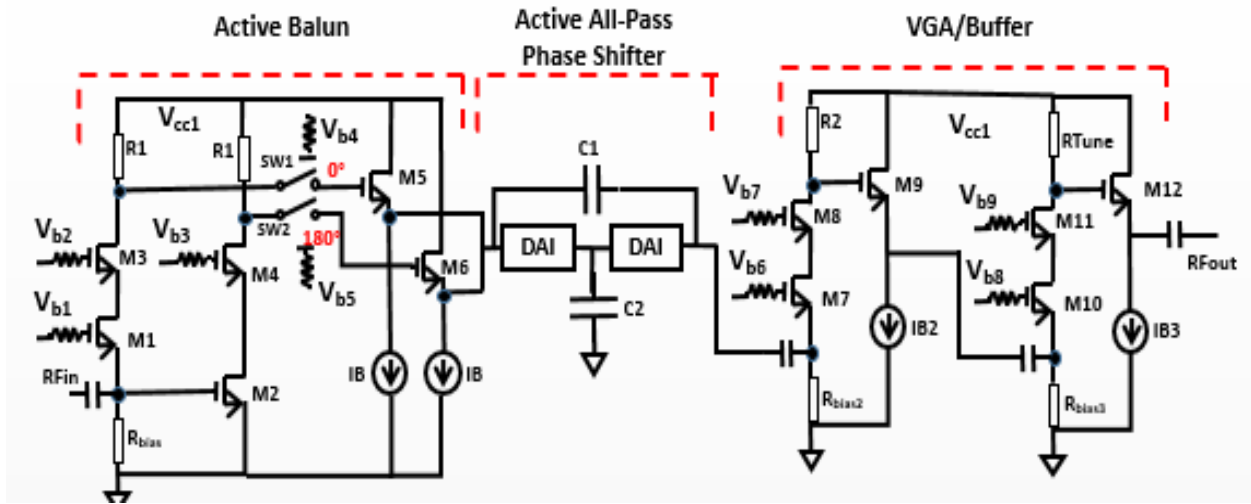 Active Balun
Active All-Pass
Phase Shifter
VGA/Buffer
Vcc1
R1
R1
SW1
0°
Vb4
M5
SW2
180°
Vb5
M6
Vb2
M3
Vb3
M4
Vb1
M1
RFin
M2
Rbias
IB
IB
C1
DAI
DAI
C2
R2
Vcc1
RTune
M9
M12
Vb7
M8
Vb9
M11
Vb6
M7
Vb8
M10
RFout
IB2
IB3
Rbias2
Rbias3